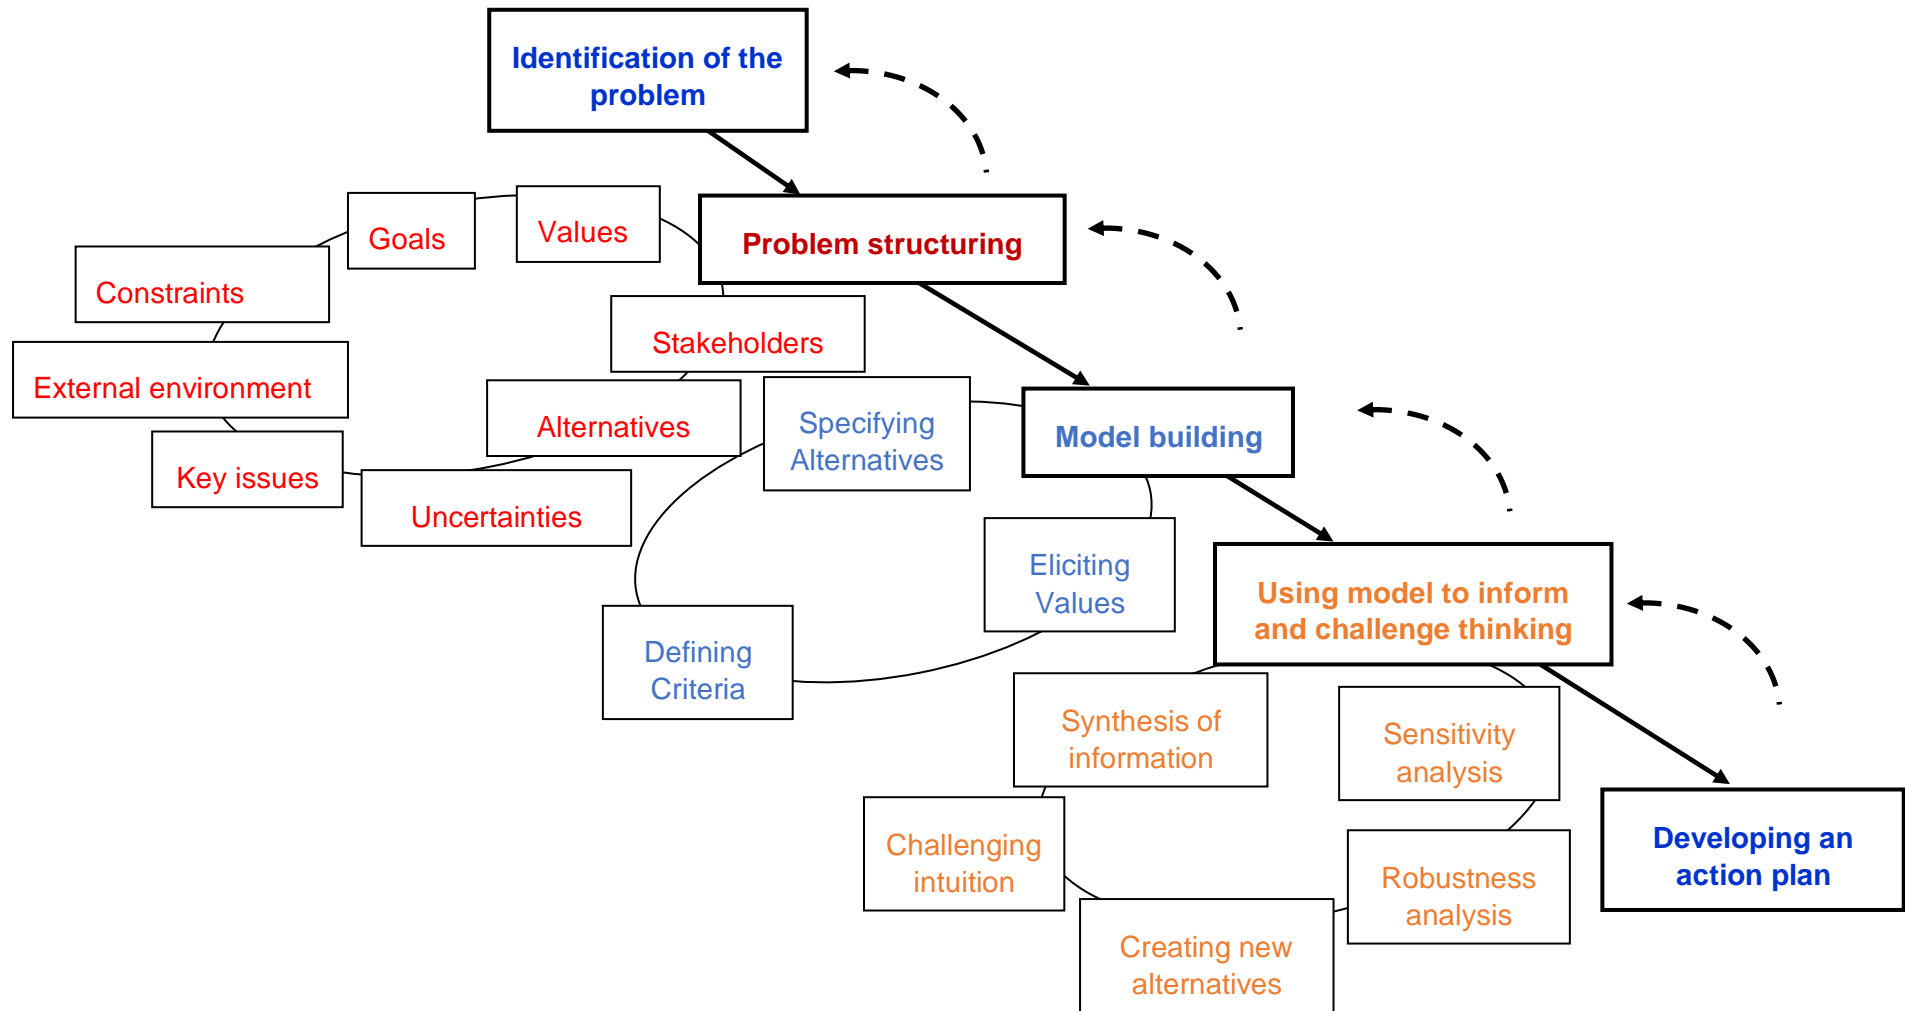 Identification of the
problem
Problem structuring
Values
Goals
Constraints
External environment
Key issues
Uncertainties
Alternatives
Stakeholders
Model building
Specifying
Alternatives
Defining
Criteria
Eliciting
Values
Using model to inform
and challenge thinking
Synthesis of
information
Challenging
intuition
Creating new
alternatives
Robustness
analysis
Sensitivity
analysis
Developing an
action plan